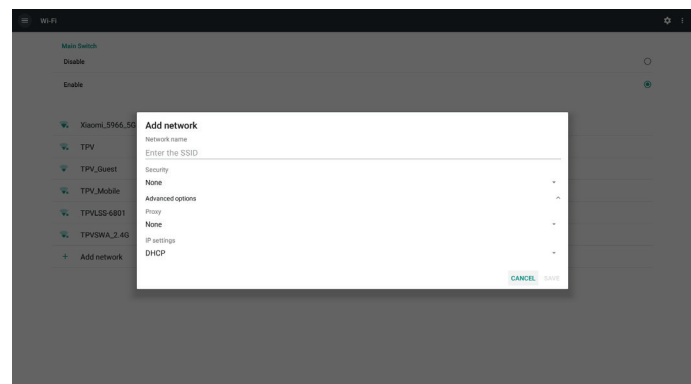 Wi-Fi
Main Switch
Disable
Enable
Xiaomi_5966_5G
TPV
TPV_Guest
TPV_Mobile
TPVLSS-6801
TPVSWA_2.4G
Add network
Add network
Network name
Enter the SSID
Security
None
Advanced options
Proxy
None
IP settings
DHCP
CANCEL SAVE